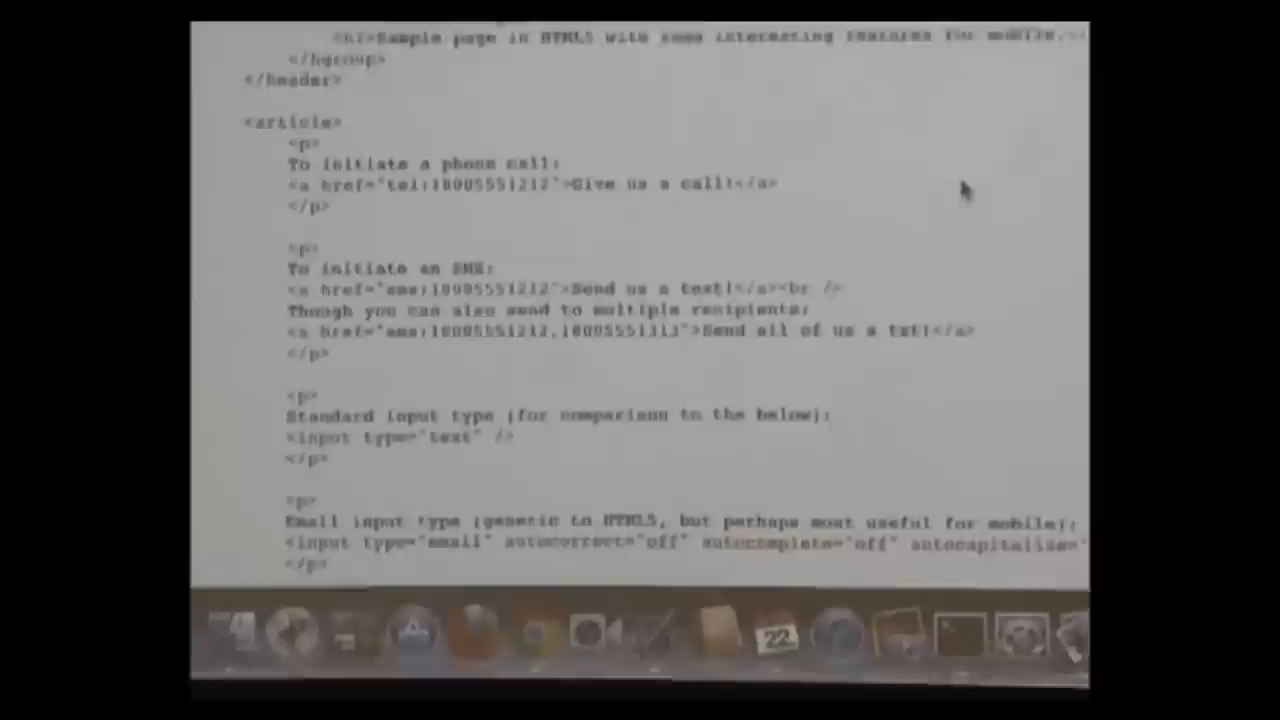 <h2>Sample page in HTML5 with some interesting features for mobile.</
</hgroup>
</header>
<article>
<p>
To initiate a phone call:
<a href="tel:18005551212">Give us a call!</a>
</p>
<p>
To initiate an SMS:
<a href="sms:18005551212">Send us a text!</a><br />
Though you can also send to multiple recipients:
<a href="sms:18005551212,18005551313">Send all of us a txt!</a>
</p>
<p>
Standard input type (for comparison to the below):
<input type="text" />
</p>
<p>
Email input type (generic to HTML5, but perhaps most useful for mobile):
<input type="email" autocorrect="off" autocomplete="off" autocapitalize="
</p>
22